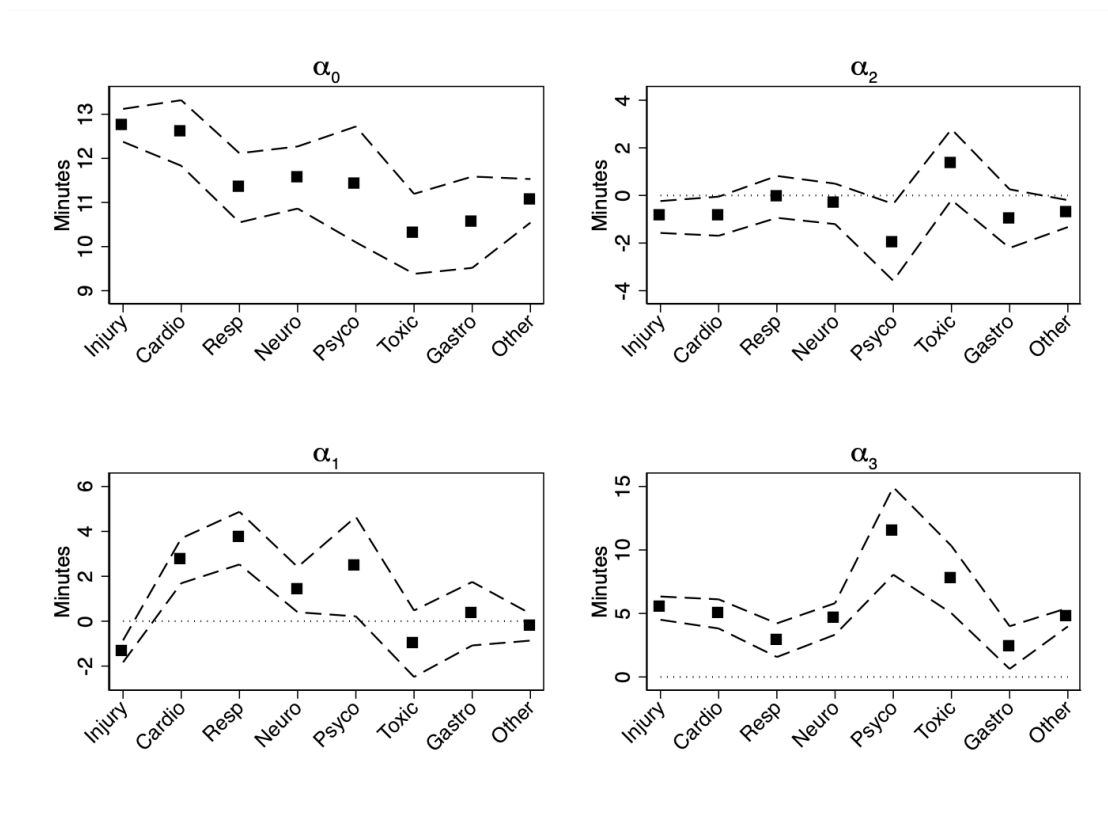 α0
Minutes
13
12
11
10
9
Injury
Cardio
Resp
Neuro
Psyco
Toxic
Gastro
Other
α2
Minutes
4
2
0
-2
-4
Injury
Cardio
Resp
Neuro
Psyco
Toxic
Gastro
Other
α1
Minutes
6
4
2
0
-2
Injury
Cardio
Resp
Neuro
Psyco
Toxic
Gastro
Other
α3
Minutes
15
10
5
0
Injury
Cardio
Resp
Neuro
Psyco
Toxic
Gastro
Other